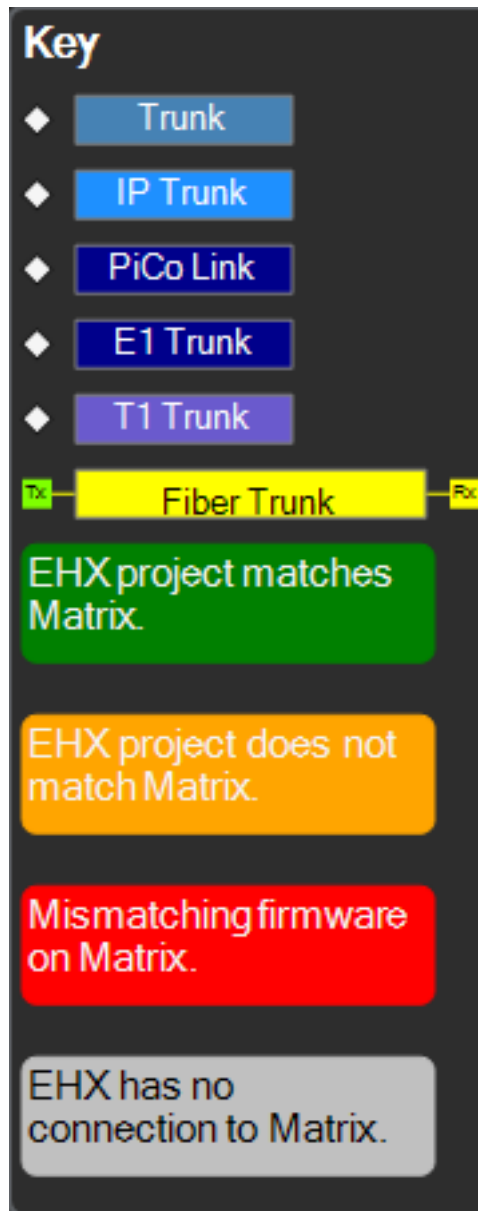 Key
Trunk
IP Trunk
PiCo Link
E1 Trunk
T1 Trunk
Tx Fiber Trunk Rx
EHX project matches
Matrix.
EHX project does not
match Matrix.
Mismatching firmware
on Matrix.
EHX has no
connection to Matrix.